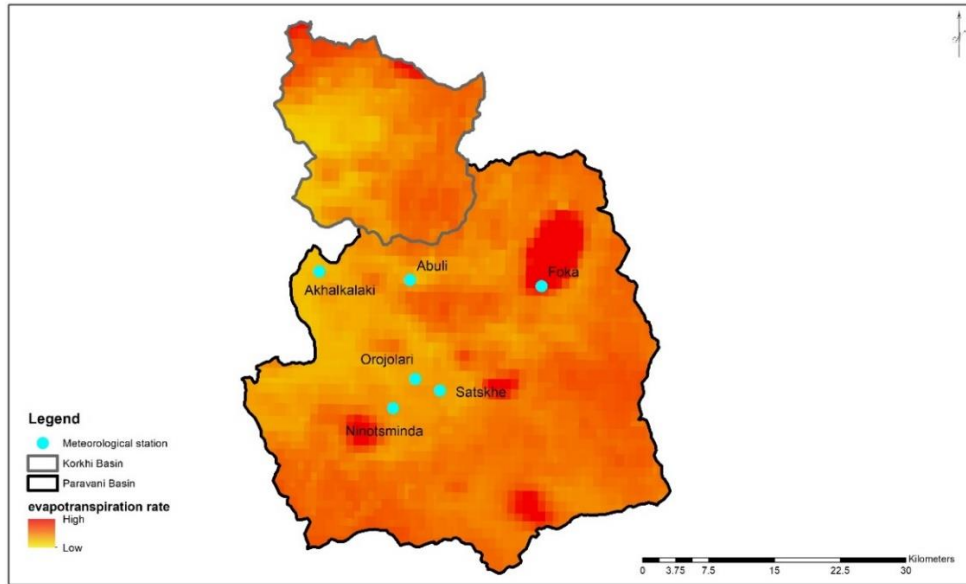 Abuli
Foka
Akhalkalaki
Orojolari
Satskhe
Ninotsminda
Legend
Meteorological station
Korkhi Basin
Paravani Basin
evapotranspiration rate
High
Low
Kilometers
0 3.75 7.5 15 22.5 30